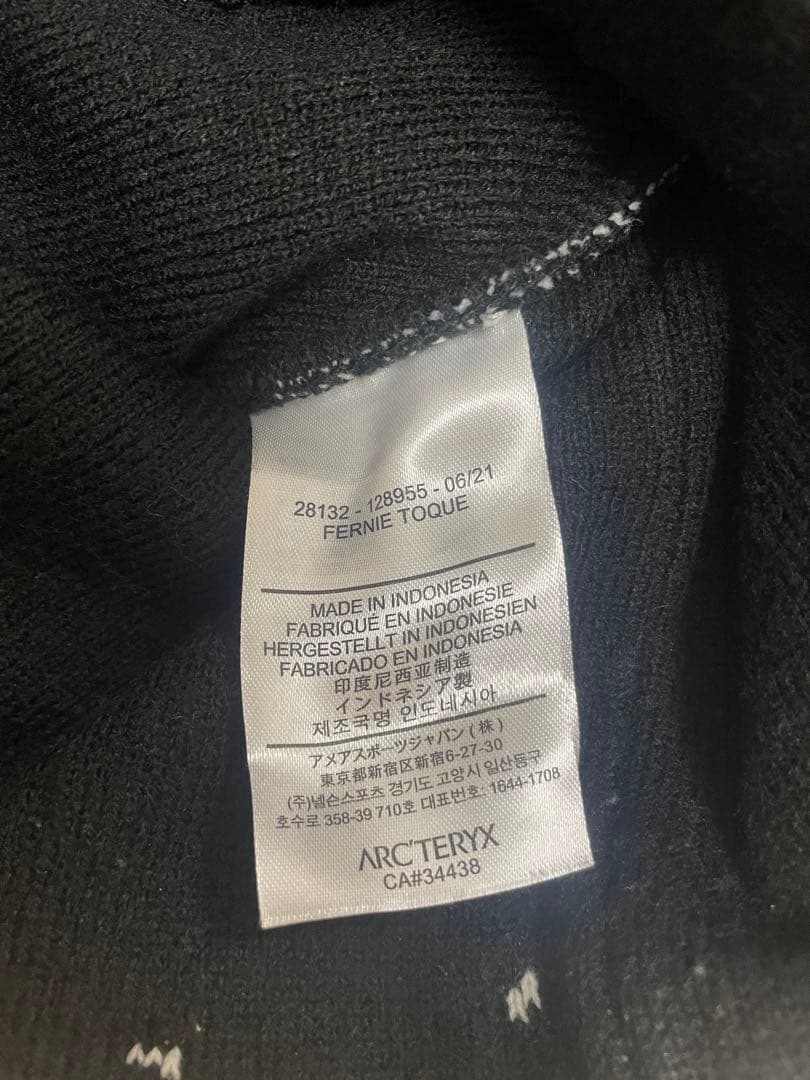 28132 - 128955 - 06/21
FERNIE TOQUE
MADE IN INDONESIA
FABRIQUÉ EN INDONESIE
HERGESTELLT IN INDONESIEN
FABRICADO EN INDONESIA
印度尼西亚制造
インドネシア製
제조국명 인도네시아
アメアスポーツジャパン(株)
東京都新宿区新宿6-27-30
(주)넬슨스포츠 경기도 고양시 일산동구
호수로 358-39 710호 대표번호: 1644-1708
ARC'TERYX
CA#34438